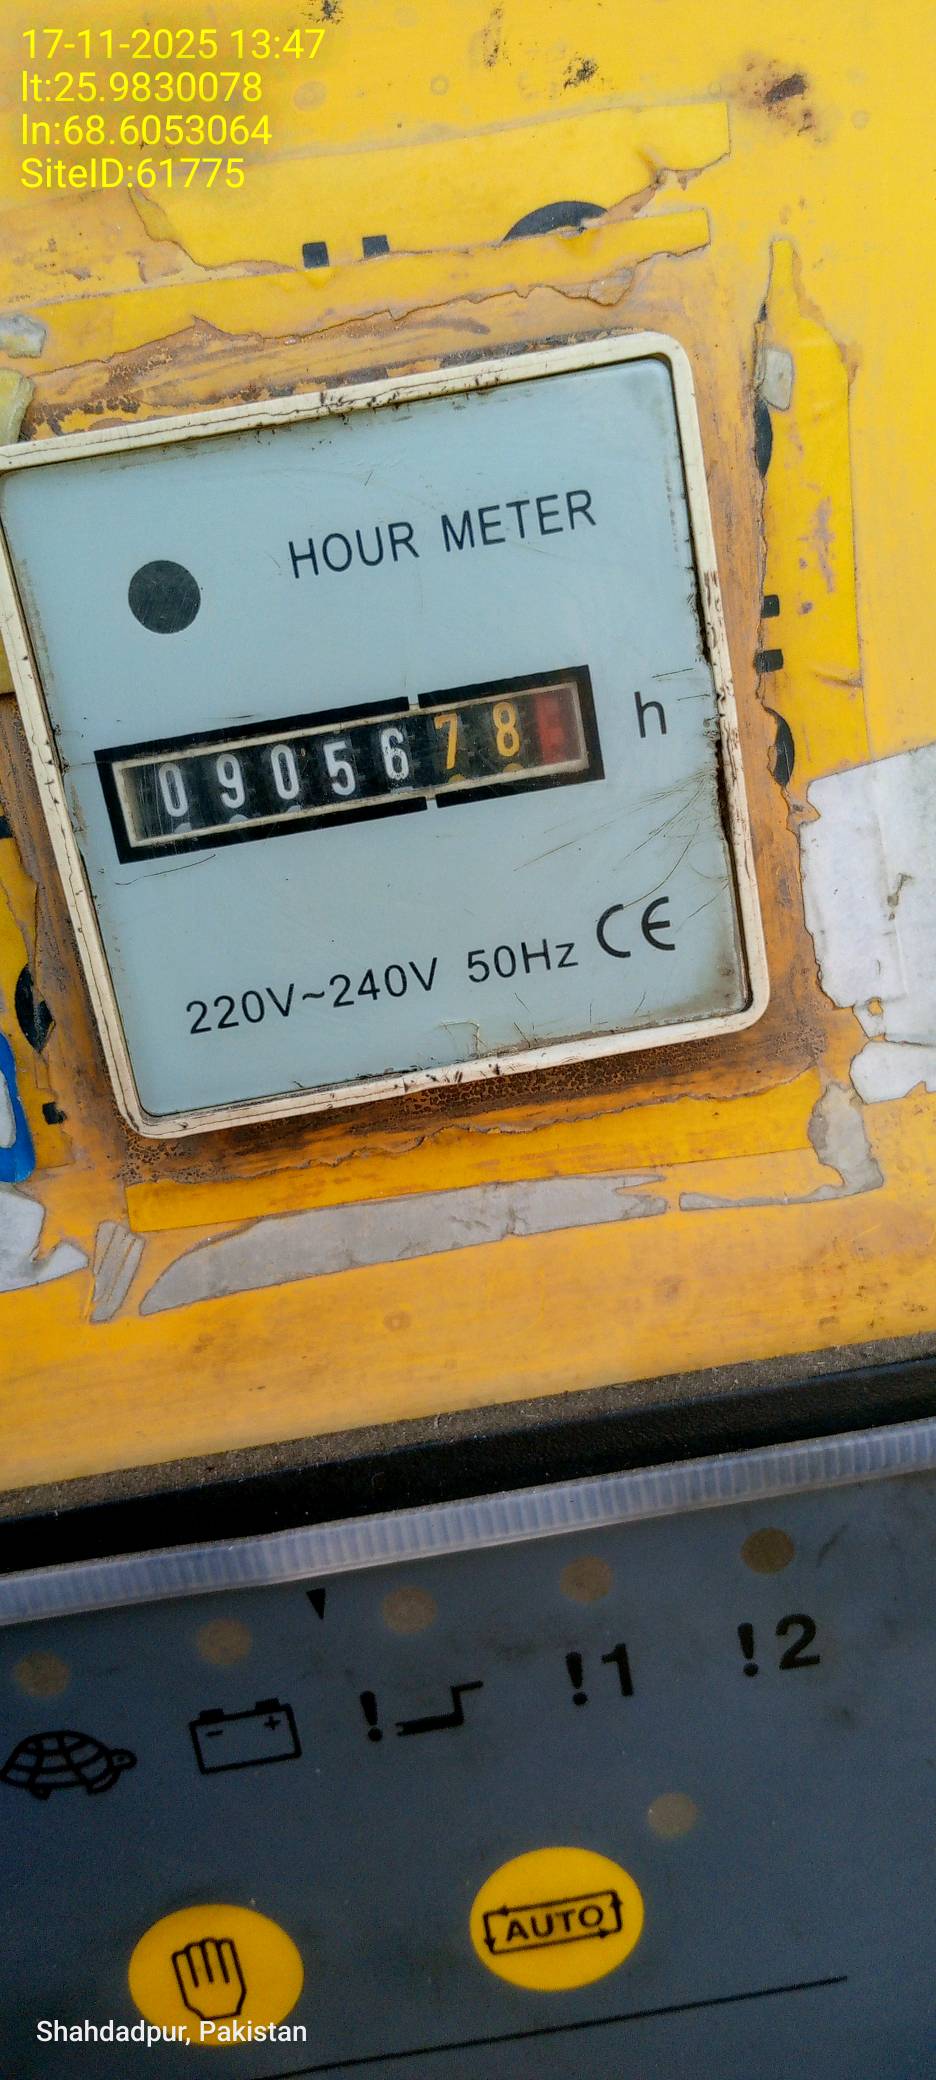 17-11-2025 13:47
lt:25.9830078
ln:68.6053064
SiteID:61775
HOUR METER
0905678
h
220V~240V 50Hz CE
!
!1
!2
AUTO
Shahdadpur, Pakistan